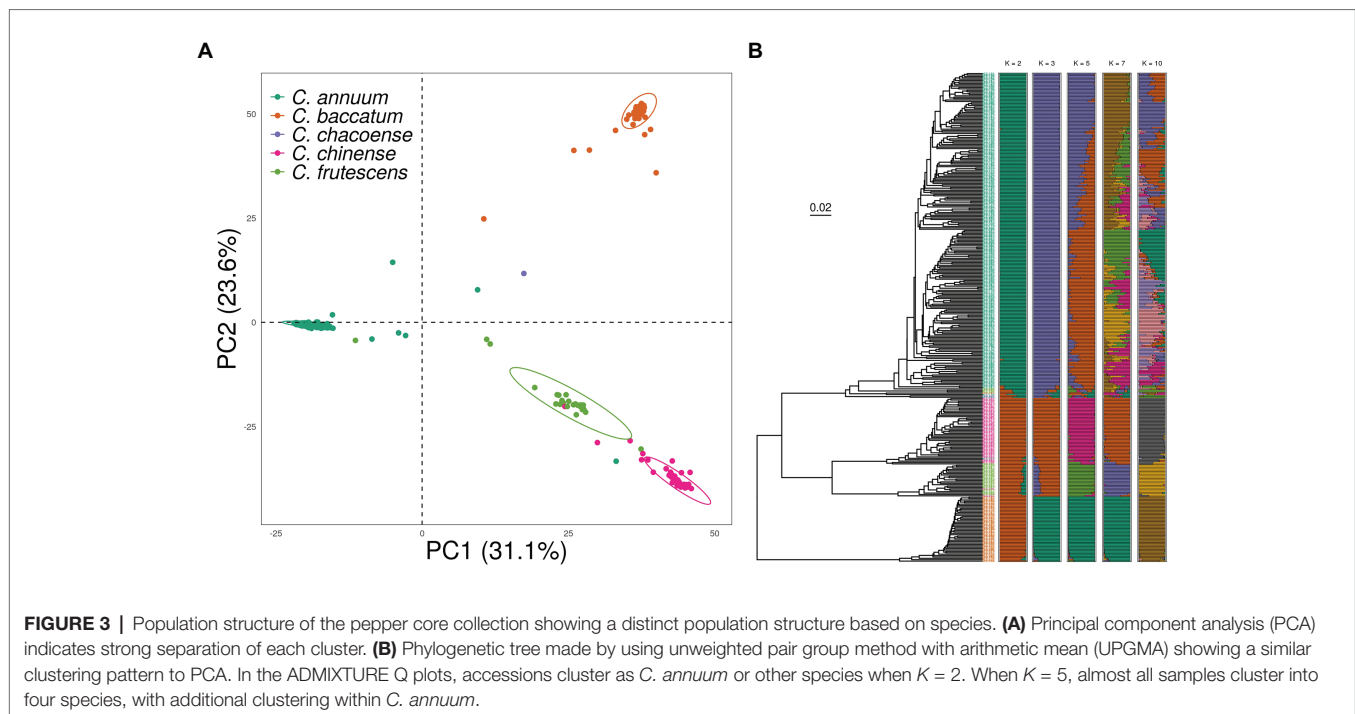 A
B
C. annuum
C. baccatum
C. chacoense
C. chinense
C. frutescens
50
25
0
-25
PC2 (23.6%)
-25
0
25
50
PC1 (31.1%)
K = 2
K = 3
K = 5
K = 7
K = 10
0.02
FIGURE 3 | Population structure of the pepper core collection showing a distinct population structure based on species. (A) Principal component analysis (PCA)
indicates strong separation of each cluster. (B) Phylogenetic tree made by using unweighted pair group method with arithmetic mean (UPGMA) showing a similar
clustering pattern to PCA. In the ADMIXTURE Q plots, accessions cluster as C. annuum or other species when K = 2. When K = 5, almost all samples cluster into
four species, with additional clustering within C. annuum.